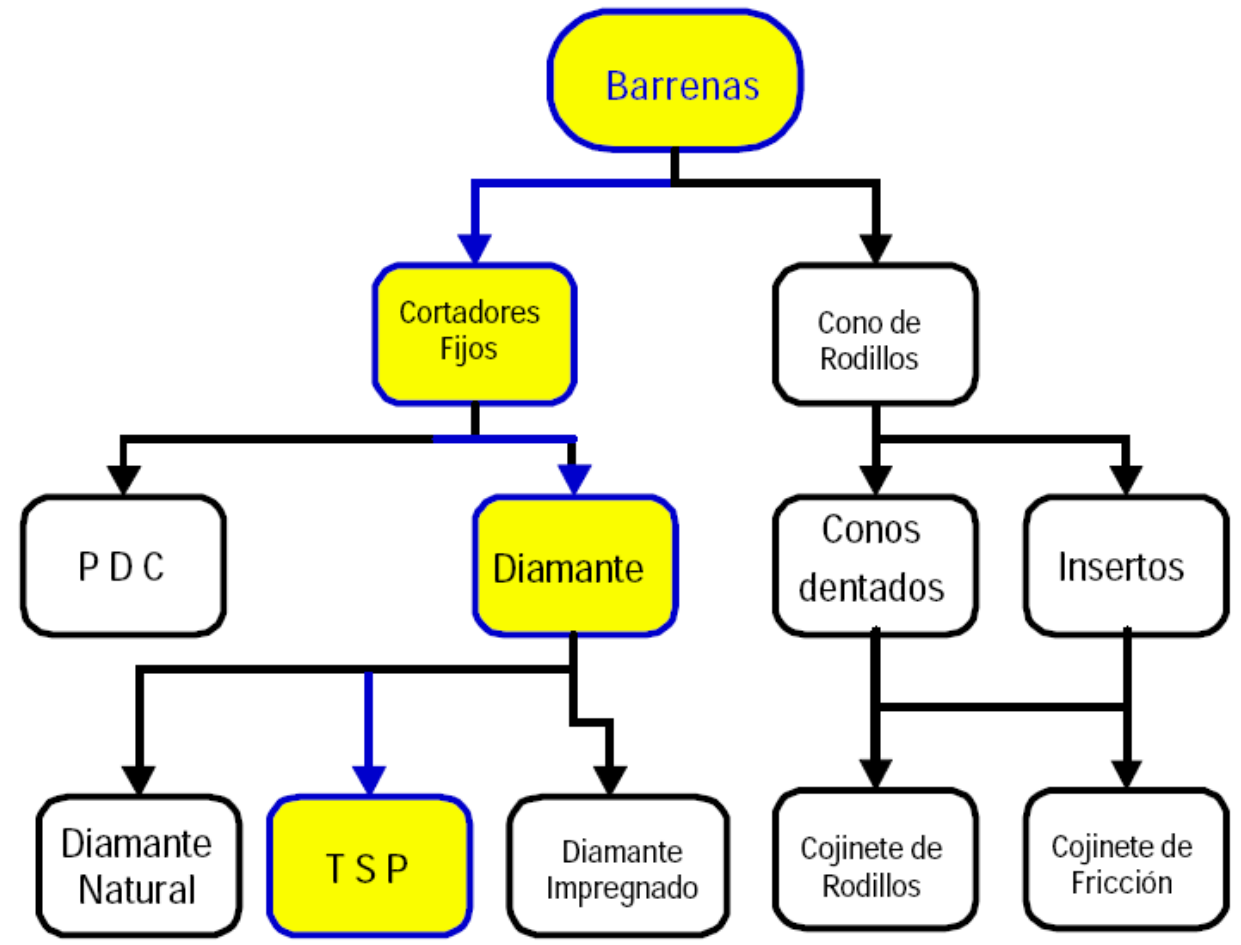 Barrenas
Cortadores
Fijos
Cono de
Rodillos
P D C
Diamante
Conos
dentados
Insertos
Diamante
Natural
T S P
Diamante
Impregnado
Cojinete de
Rodillos
Cojinete de
Fricción